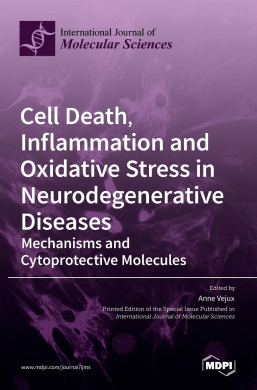 International Journal of
Molecular Sciences
Cell Death,
Inflammation and
Oxidative Stress in
Neurodegenerative
Diseases
Mechanisms and
Cytoprotective Molecules
Edited by
Anne Vejux
Printed Edition of the Special Issue Published in
International Journal of Molecular Sciences
www.mdpi.com/journal/ijms
MDPI